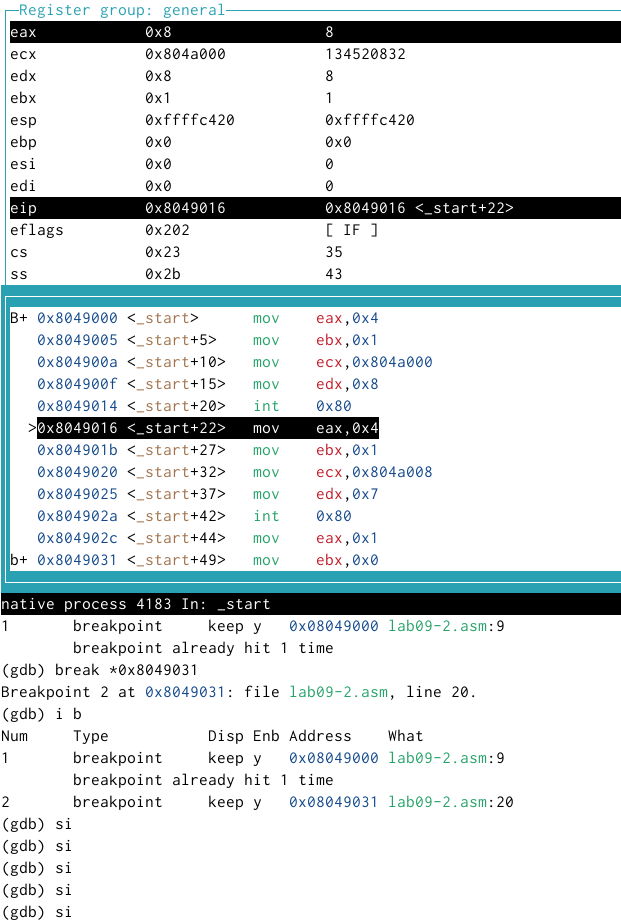 Register group: general
eax 0x8 8
ecx 0x804a000 134520832
edx 0x8 8
ebx 0x1 1
esp 0xffffc420 0xffffc420
ebp 0x0 0x0
esi 0x0 0
edi 0x0 0
eip 0x8049016 0x8049016 <_start+22>
eflags 0x202 [ IF ]
cs 0x23 35
ss 0x2b 43
B+ 0x8049000 <_start> mov eax,0x4
0x8049005 <_start+5> mov ebx,0x1
0x804900a <_start+10> mov ecx,0x804a000
0x804900f <_start+15> mov edx,0x8
0x8049014 <_start+20> int 0x80
>0x8049016 <_start+22> mov eax,0x4
0x804901b <_start+27> mov ebx,0x1
0x8049020 <_start+32> mov ecx,0x804a008
0x8049025 <_start+37> mov edx,0x7
0x804902a <_start+42> int 0x80
0x804902c <_start+44> mov eax,0x1
b+ 0x8049031 <_start+49> mov ebx,0x0
native process 4183 In: _start
1 breakpoint keep y 0x08049000 lab09-2.asm:9
breakpoint already hit 1 time
(gdb) break *0x8049031
Breakpoint 2 at 0x8049031: file lab09-2.asm, line 20.
(gdb) i b
Num Type Disp Enb Address What
1 breakpoint keep y 0x08049000 lab09-2.asm:9
breakpoint already hit 1 time
2 breakpoint keep y 0x08049031 lab09-2.asm:20
(gdb) si
(gdb) si
(gdb) si
(gdb) si
(gdb) si